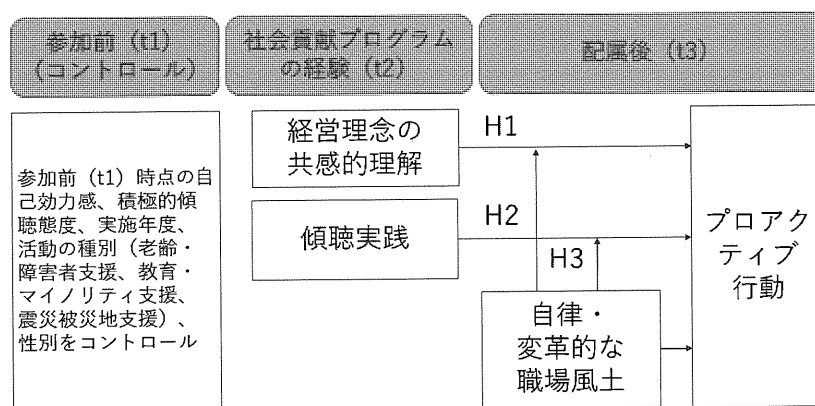 参加前（t1）
（コントロール）
社会貢献プログラム
の経験（t2）
配属後（t3）
参加前（t1）時点の自
己効力感、積極的傾
聴態度、実施年度、
活動の種別（老齢・
障害者支援、教育・
マイノリティ支援、
震災被災地支援）、
性別をコントロール
経営理念の
共感的理解
H1
傾聴実践
H2
H3
自律・
変革的な
職場風土
プロアク
ティブ
行動